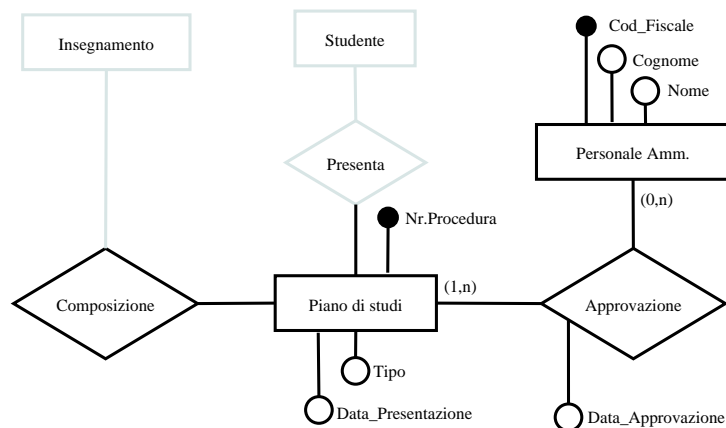 Cod_Fiscale
Insegnamento
Studente
Cognome
Nome
Presenta
Personale Amm.
(0,n)
Nr.Procedura
(1,n)
Composizione
Piano di studi
Approvazione
Tipo
Data_Presentazione
Data_Approvazione